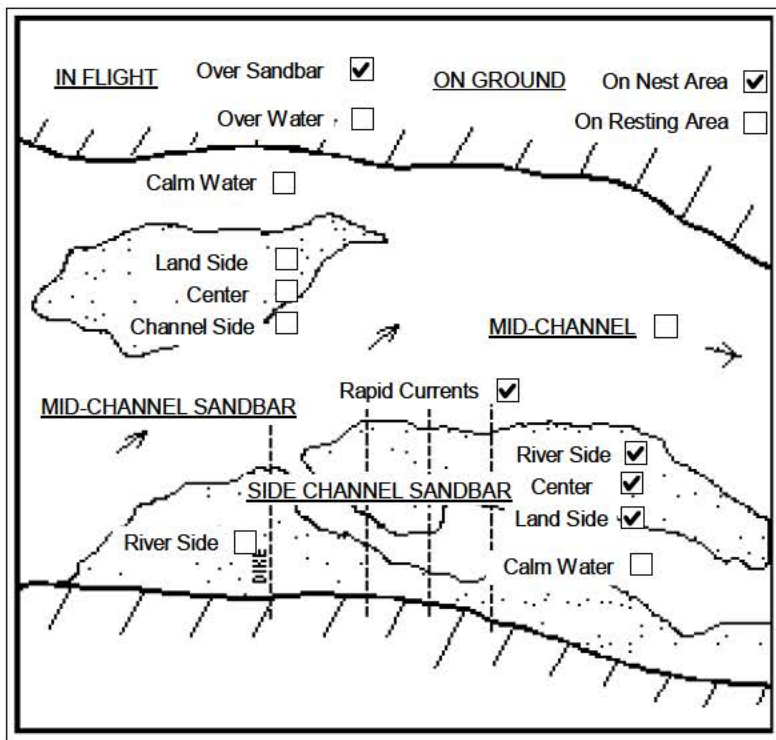 IN FLIGHT Over Sandbar ON GROUND On Nest Area
Over Water On Resting Area
Calm Water
Land Side
Center
Channel Side
MID-CHANNEL
Rapid Currents
MID-CHANNEL SANDBAR
River Side
SIDE CHANNEL SANDBAR Center
Land Side
River Side
DIKE
Calm Water